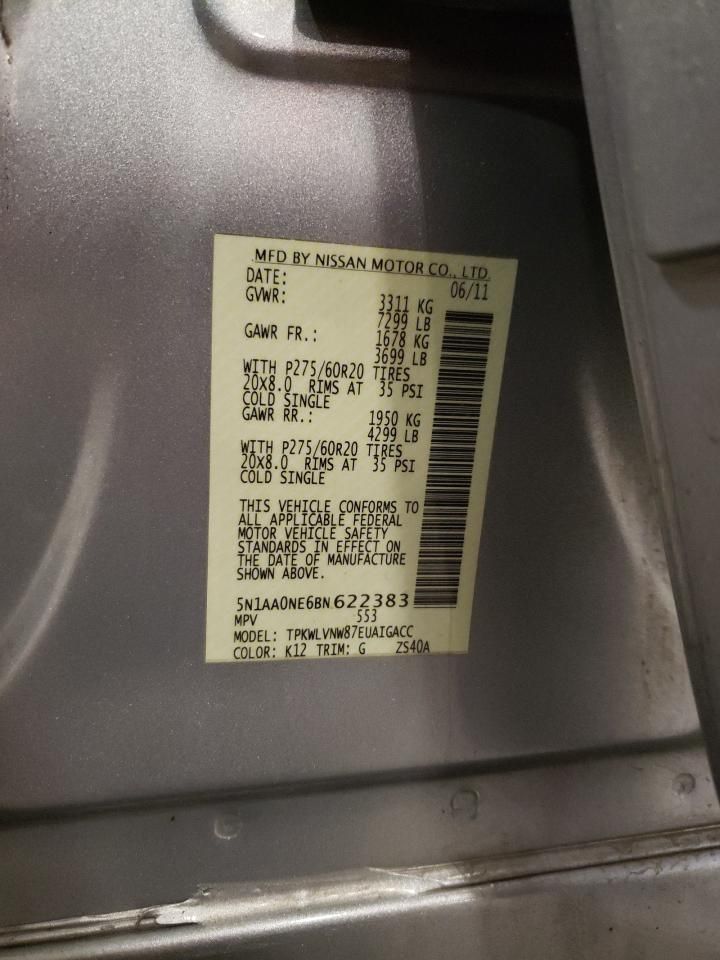 MFD BY NISSAN MOTOR CO., LTD.
DATE: 06/11
GVWR: 3311 KG
7299 LB
GAWR FR.: 1678 KG
3699 LB
WITH P275/60R20 TIRES
20X8.0 RIMS AT 35 PSI
COLD SINGLE
GAWR RR.: 1950 KG
4299 LB
WITH P275/60R20 TIRES
20X8.0 RIMS AT 35 PSI
COLD SINGLE
THIS VEHICLE CONFORMS TO
ALL APPLICABLE FEDERAL
MOTOR VEHICLE SAFETY
STANDARDS IN EFFECT ON
THE DATE OF MANUFACTURE
SHOWN ABOVE.
5N1AA0NE6BN622383
MPV 553
MODEL: TPKWLVNW87EUAIGACC
COLOR: K12 TRIM: G ZS40A